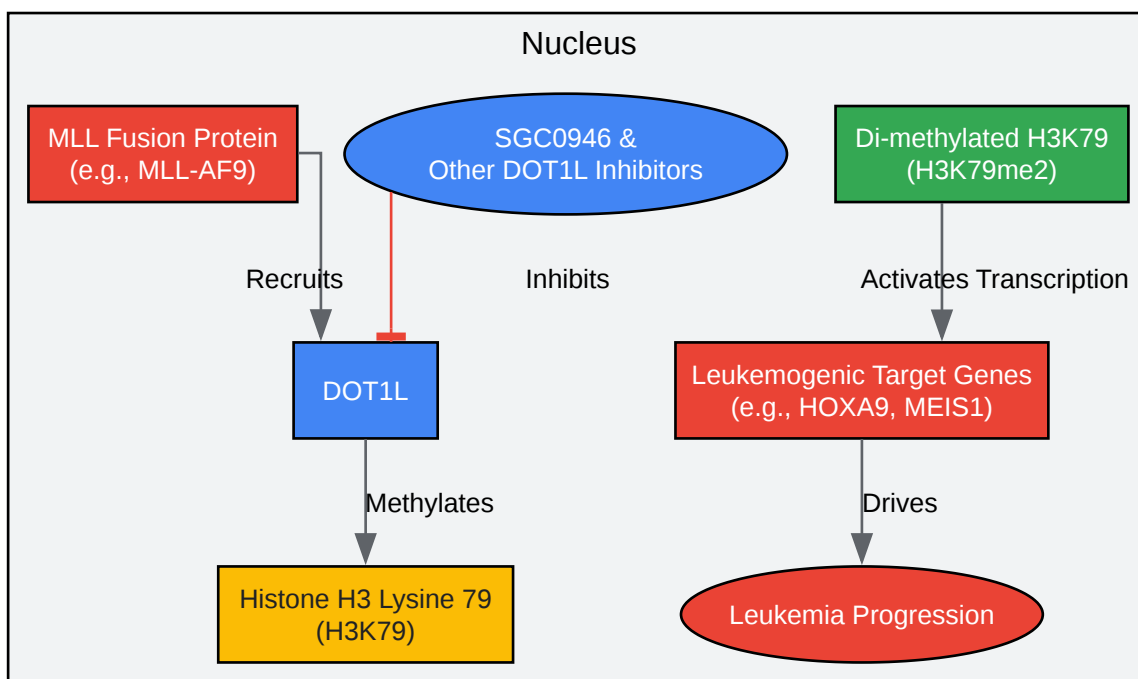 Nucleus
MLL Fusion Protein
(e.g., MLL-AF9)
SGC0946 &
Other DOT1L Inhibitors
Di-methylated H3K79
(H3K79me2)
Recruits
Inhibits
Activates Transcription
DOT1L
Leukemogenic Target Genes
(e.g., HOXA9, MEIS1)
Methylates
Drives
Histone H3 Lysine 79
(H3K79)
Leukemia Progression